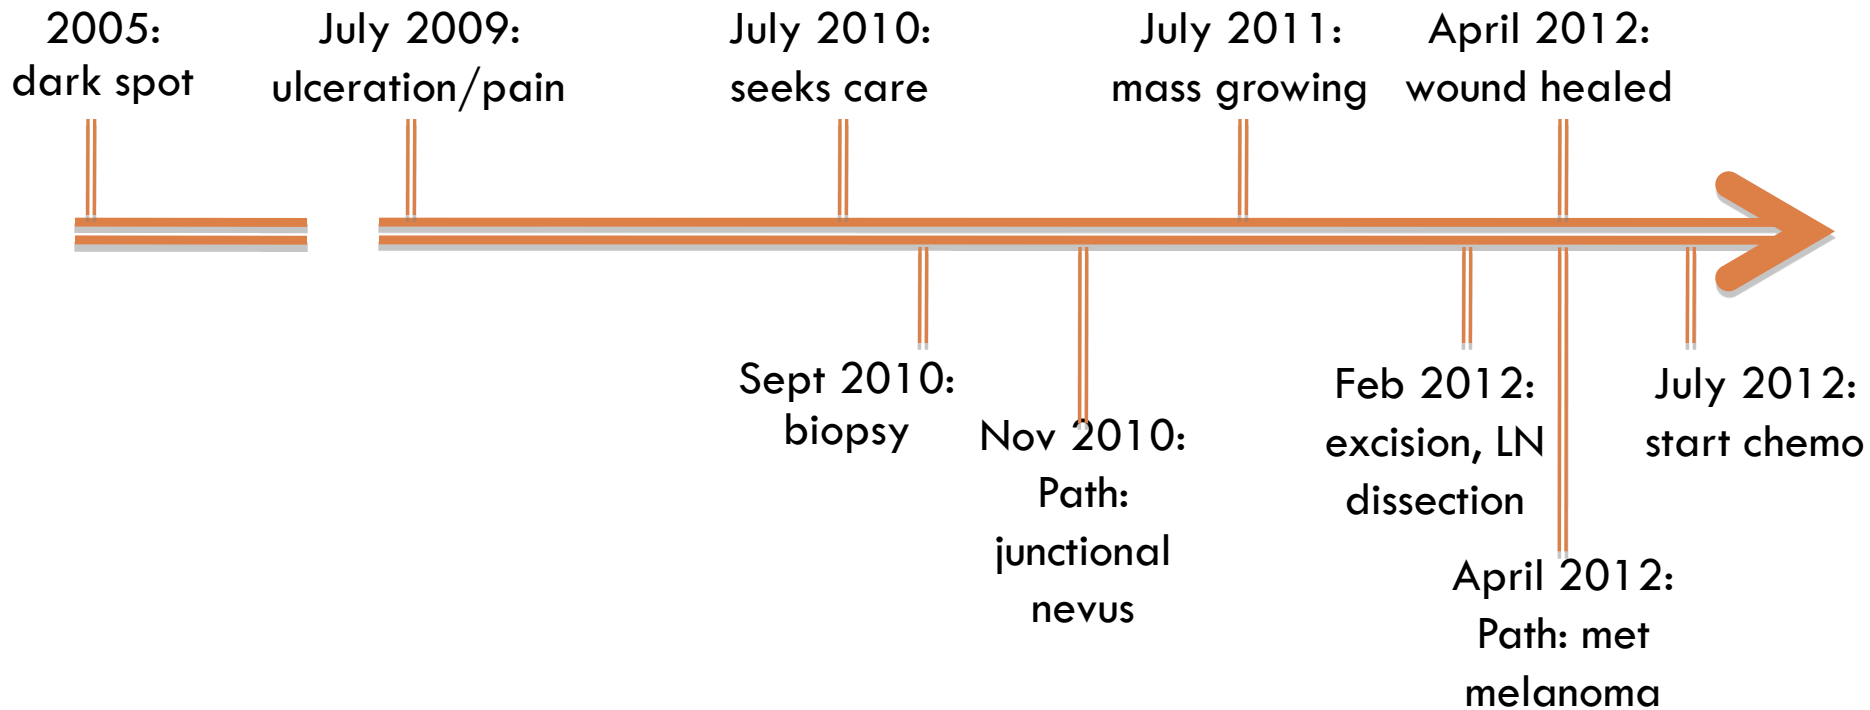 2005:
dark spot
July 2009:
ulceration/pain
July 2010:
seeks care
July 2011:
mass growing
April 2012:
wound healed
Sept 2010:
biopsy
Nov 2010:
Path:
junctional
nevus
Feb 2012:
excision, LN
dissection
April 2012:
Path: met
melanoma
July 2012:
start chemo